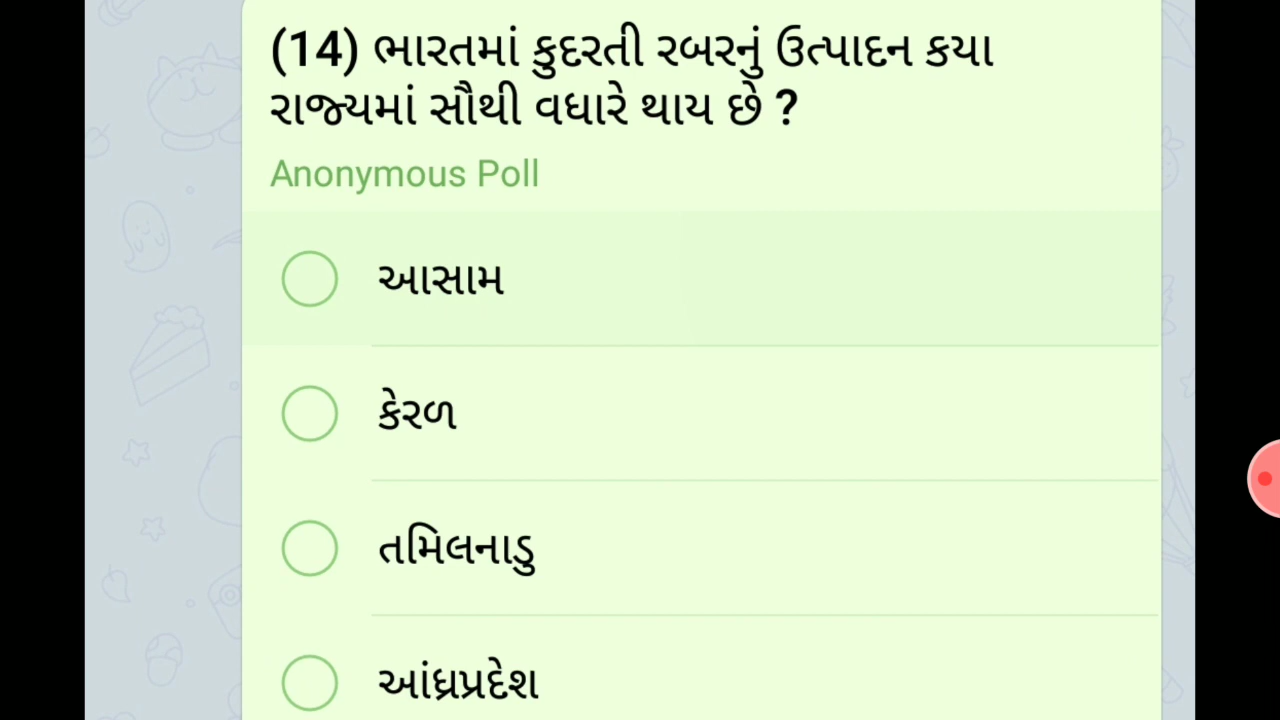 (14) ભારતમાં કુદરતી રબરનું ઉત્પાદન કયા
રાજ્યમાં સૌથી વધારે થાય છે ?
Anonymous Poll
આસામ
કેરળ
તમિલનાડુ
આંધ્રપ્રદેશ